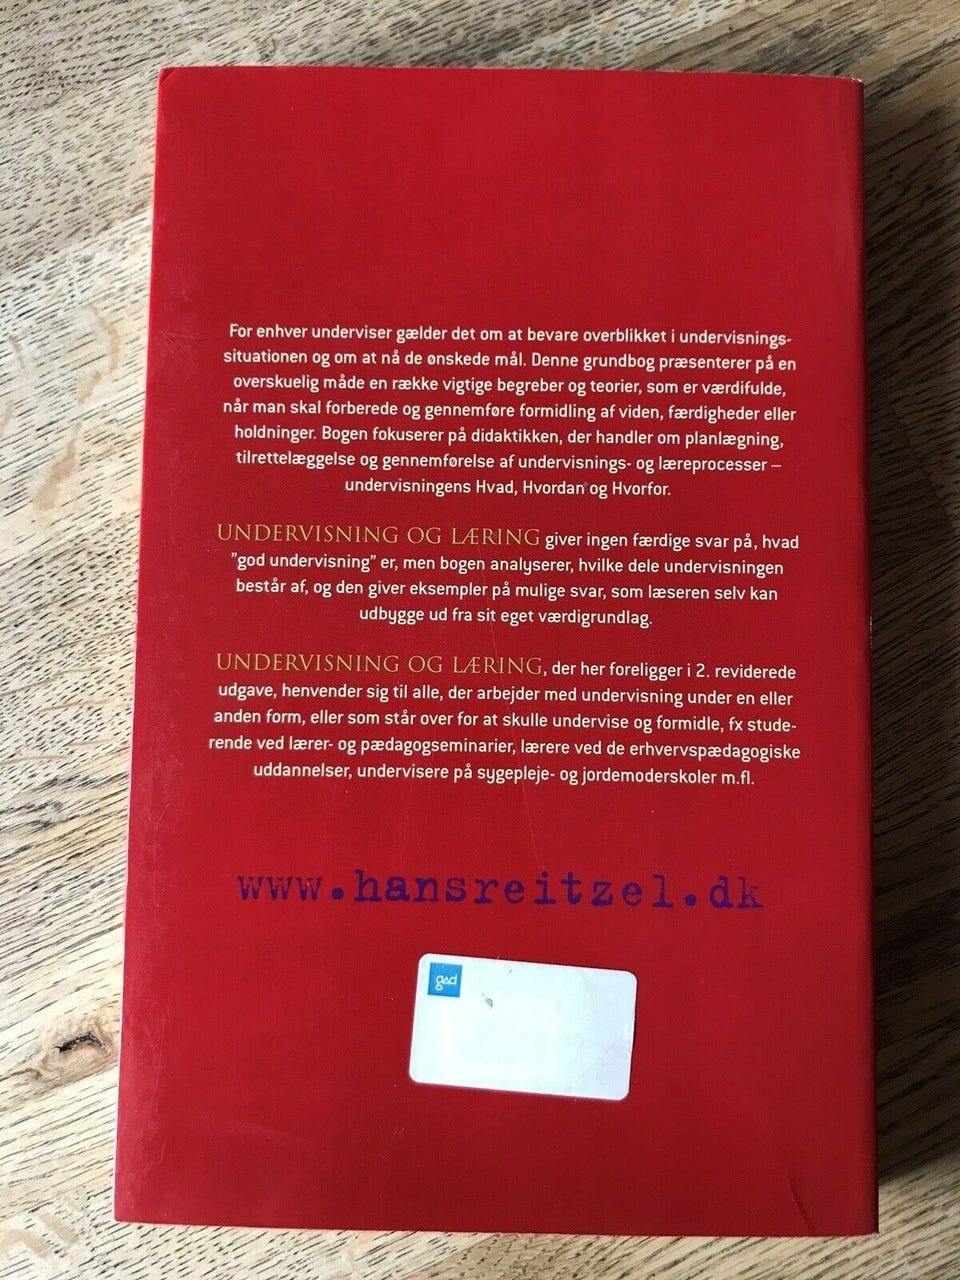 For enhver underviser gælder det om at bevare overblikket i undervisnings-
situationen og om at nå de ønskede mål. Denne grundbog præsenterer på en
overskuelig måde en række vigtige begreber og teorier, som er værdifulde,
når man skal forberede og gennemføre formidling af viden, færdigheder eller
holdninger. Bogen fokuserer på didaktikken, der handler om planlægning,
tilrettelæggelse og gennemførelse af undervisnings- og læreprocesser –
undervisningens Hvad, Hvordan og Hvorfor.
UNDERVISNING OG LÆRING giver ingen færdige svar på, hvad
"god undervisning" er, men bogen analyserer, hvilke dele undervisningen
består af, og den giver eksempler på mulige svar, som læseren selv kan
udbygge ud fra sit eget værdigrundlag.
UNDERVISNING OG LÆRING, der her foreligger i 2. reviderede
udgave, henvender sig til alle, der arbejder med undervisning under en eller
anden form, eller som står over for at skulle undervise og formidle, fx stude-
rende ved lærer- og pædagogseminarier, lærere ved de erhvervspædagogiske
uddannelser, undervisere på sygepleje- og jordemoderskoler m.fl.
www.hansreitzel.dk
gad